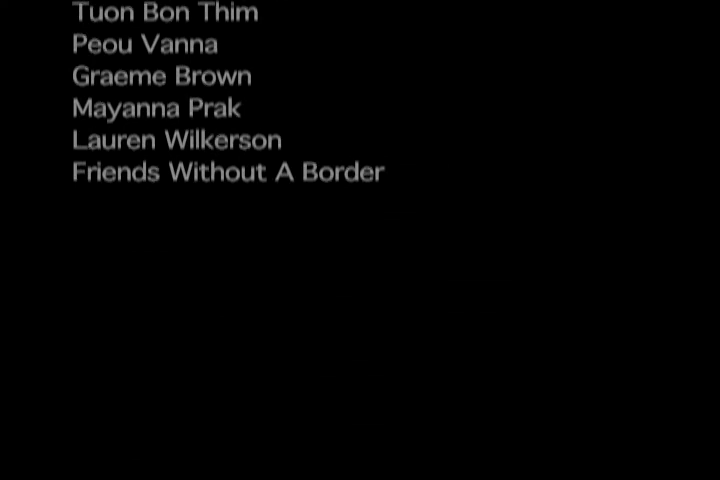 Tuon Bon Thim
Peou Vanna
Graeme Brown
Mayanna Prak
Lauren Wilkerson
Friends Without A Border